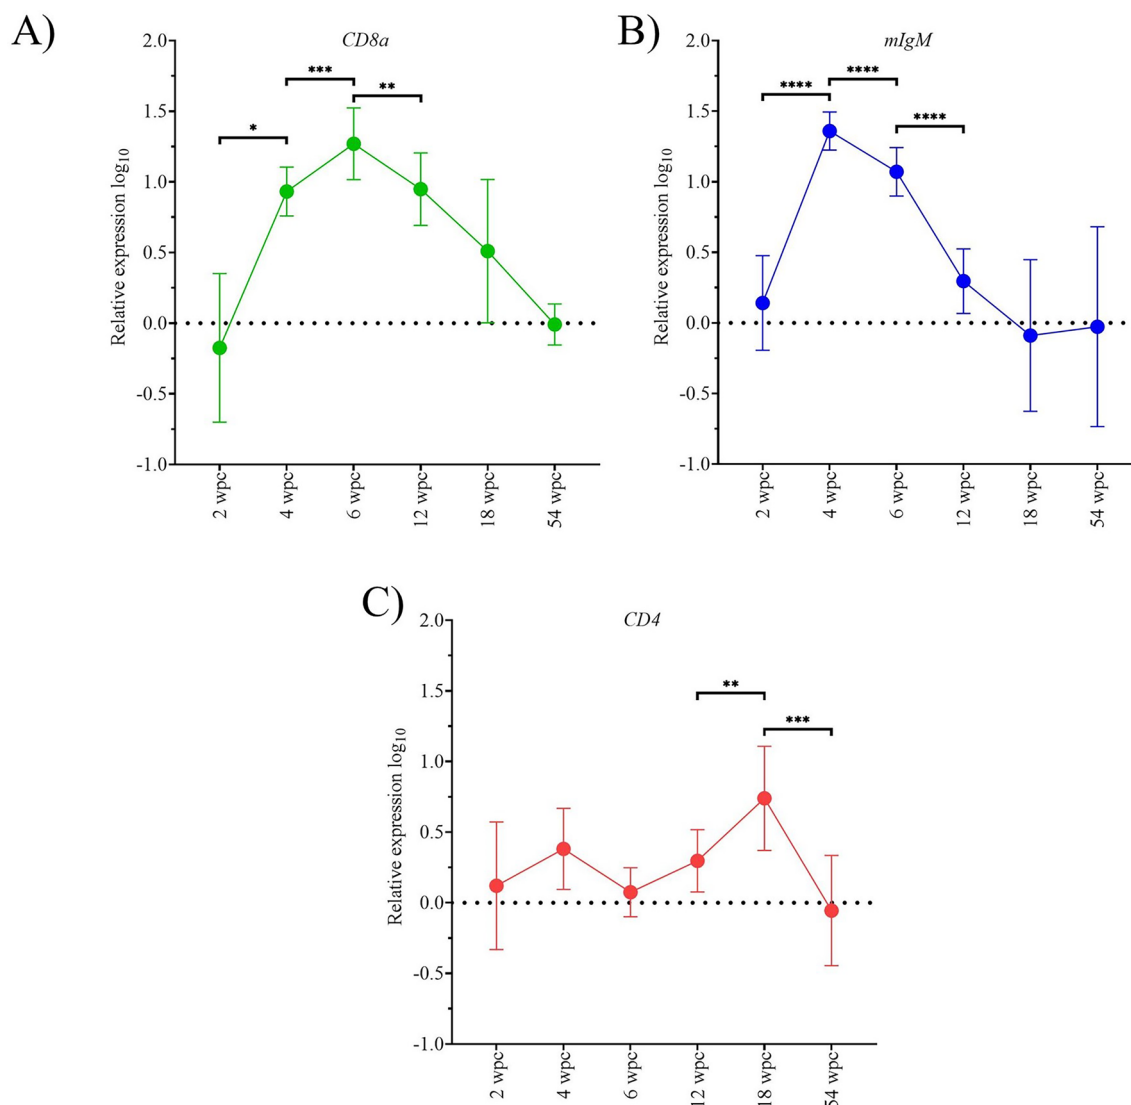 A)
CD8a
Relative expression log10
2.0
1.5
1.0
0.5
0.0
-0.5
-1.0
*
***
**
2 wpc
4 wpc
6 wpc
12 wpc
18 wpc
54 wpc
B)
mIgM
Relative expression log10
2.0
1.5
1.0
0.5
0.0
-0.5
-1.0
****
****
****
2 wpc
4 wpc
6 wpc
12 wpc
18 wpc
54 wpc
C)
CD4
Relative expression log10
2.0
1.5
1.0
0.5
0.0
-0.5
-1.0
**
***
2 wpc
4 wpc
6 wpc
12 wpc
18 wpc
54 wpc